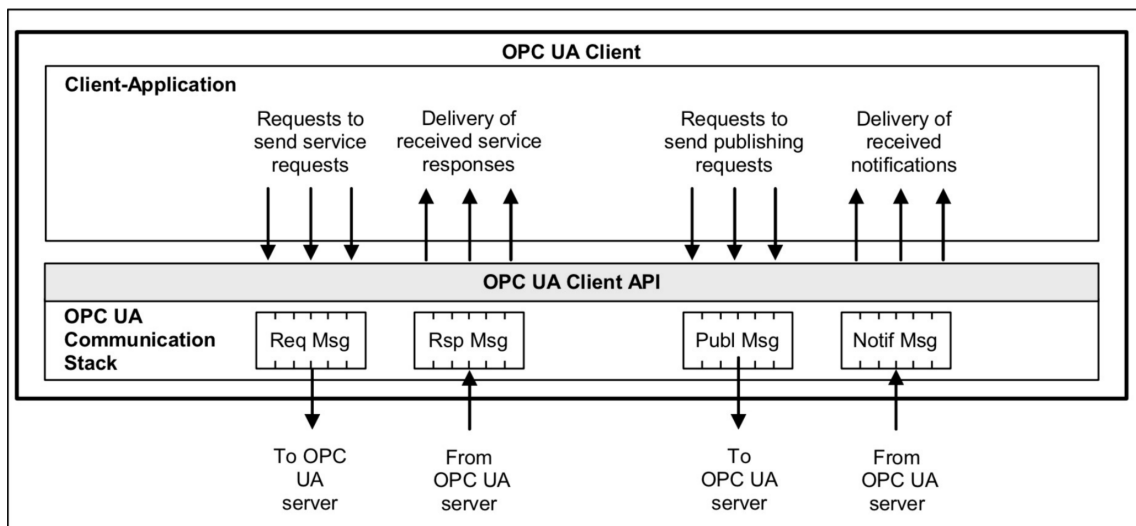 OPC UA Client
Client-Application
Requests to
send service
requests
Delivery of
received service
responses
Requests to
send publishing
requests
Delivery of
received
notifications
OPC UA Client API
OPC UA
Communication
Stack
Req Msg
Rsp Msg
Publ Msg
Notif Msg
To OPC
UA
server
From
OPC UA
server
To
OPC UA
server
From
OPC UA
server